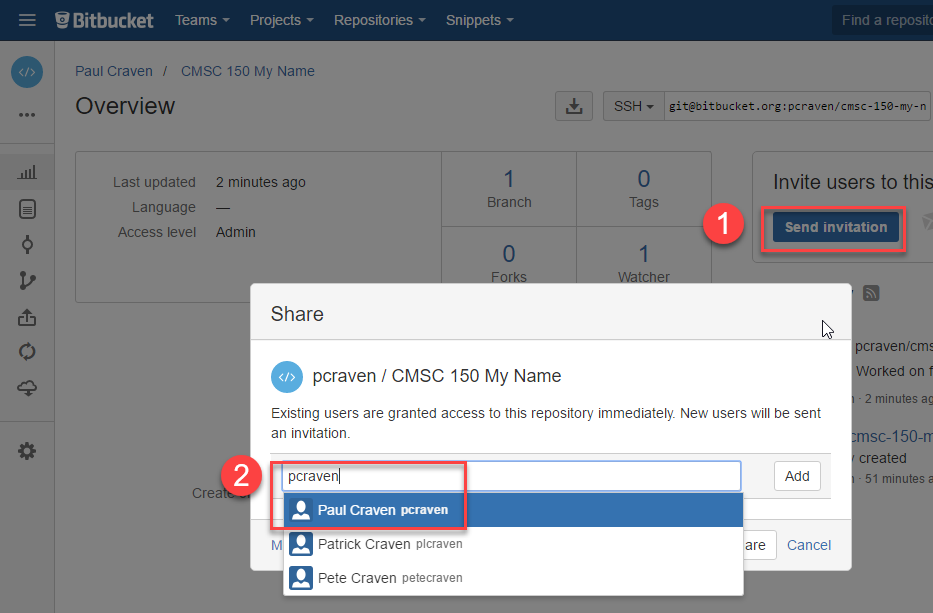 Bitbucket Teams Projects Repositories Snippets Find a reposito
Paul Craven / CMSC 150 My Name
Overview
SSH git@bitbucket.org:pcraven/cmsc-150-my-n
Last updated 2 minutes ago
Language —
Access level Admin
1 Branch
0 Tags
0 Forks
1 Watcher
Invite users to this
1
Send invitation
pcraven/cms
Worked on f
· 2 minutes ag
cmsc-150-m
created
· 51 minutes a
Create
Share
pcraven / CMSC 150 My Name
Existing users are granted access to this repository immediately. New users will be sent
an invitation.
2
pcraven Add
Paul Craven pcraven
Patrick Craven plcraven
Pete Craven petecraven
M are Cancel